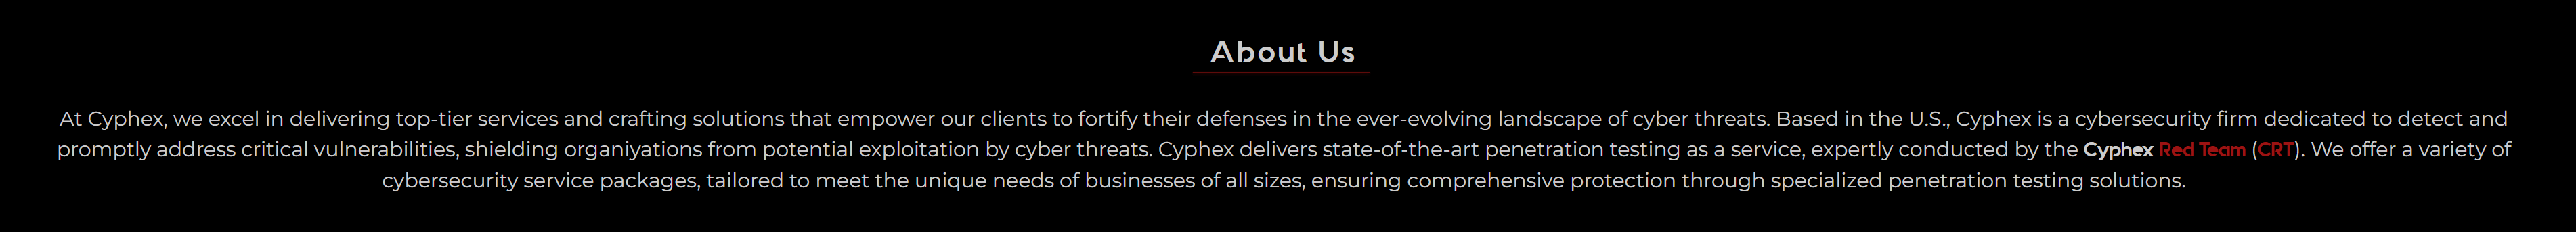 About Us
At Cyphex, we excel in delivering top-tier services and crafting solutions that empower our clients to fortify their defenses in the ever-evolving landscape of cyber threats. Based in the U.S., Cyphex is a cybersecurity firm dedicated to detect and
promptly address critical vulnerabilities, shielding organiyations from potential exploitation by cyber threats. Cyphex delivers state-of-the-art penetration testing as a service, expertly conducted by the Cyphex Red Team (CRT). We offer a variety of
cybersecurity service packages, tailored to meet the unique needs of businesses of all sizes, ensuring comprehensive protection through specialized penetration testing solutions.